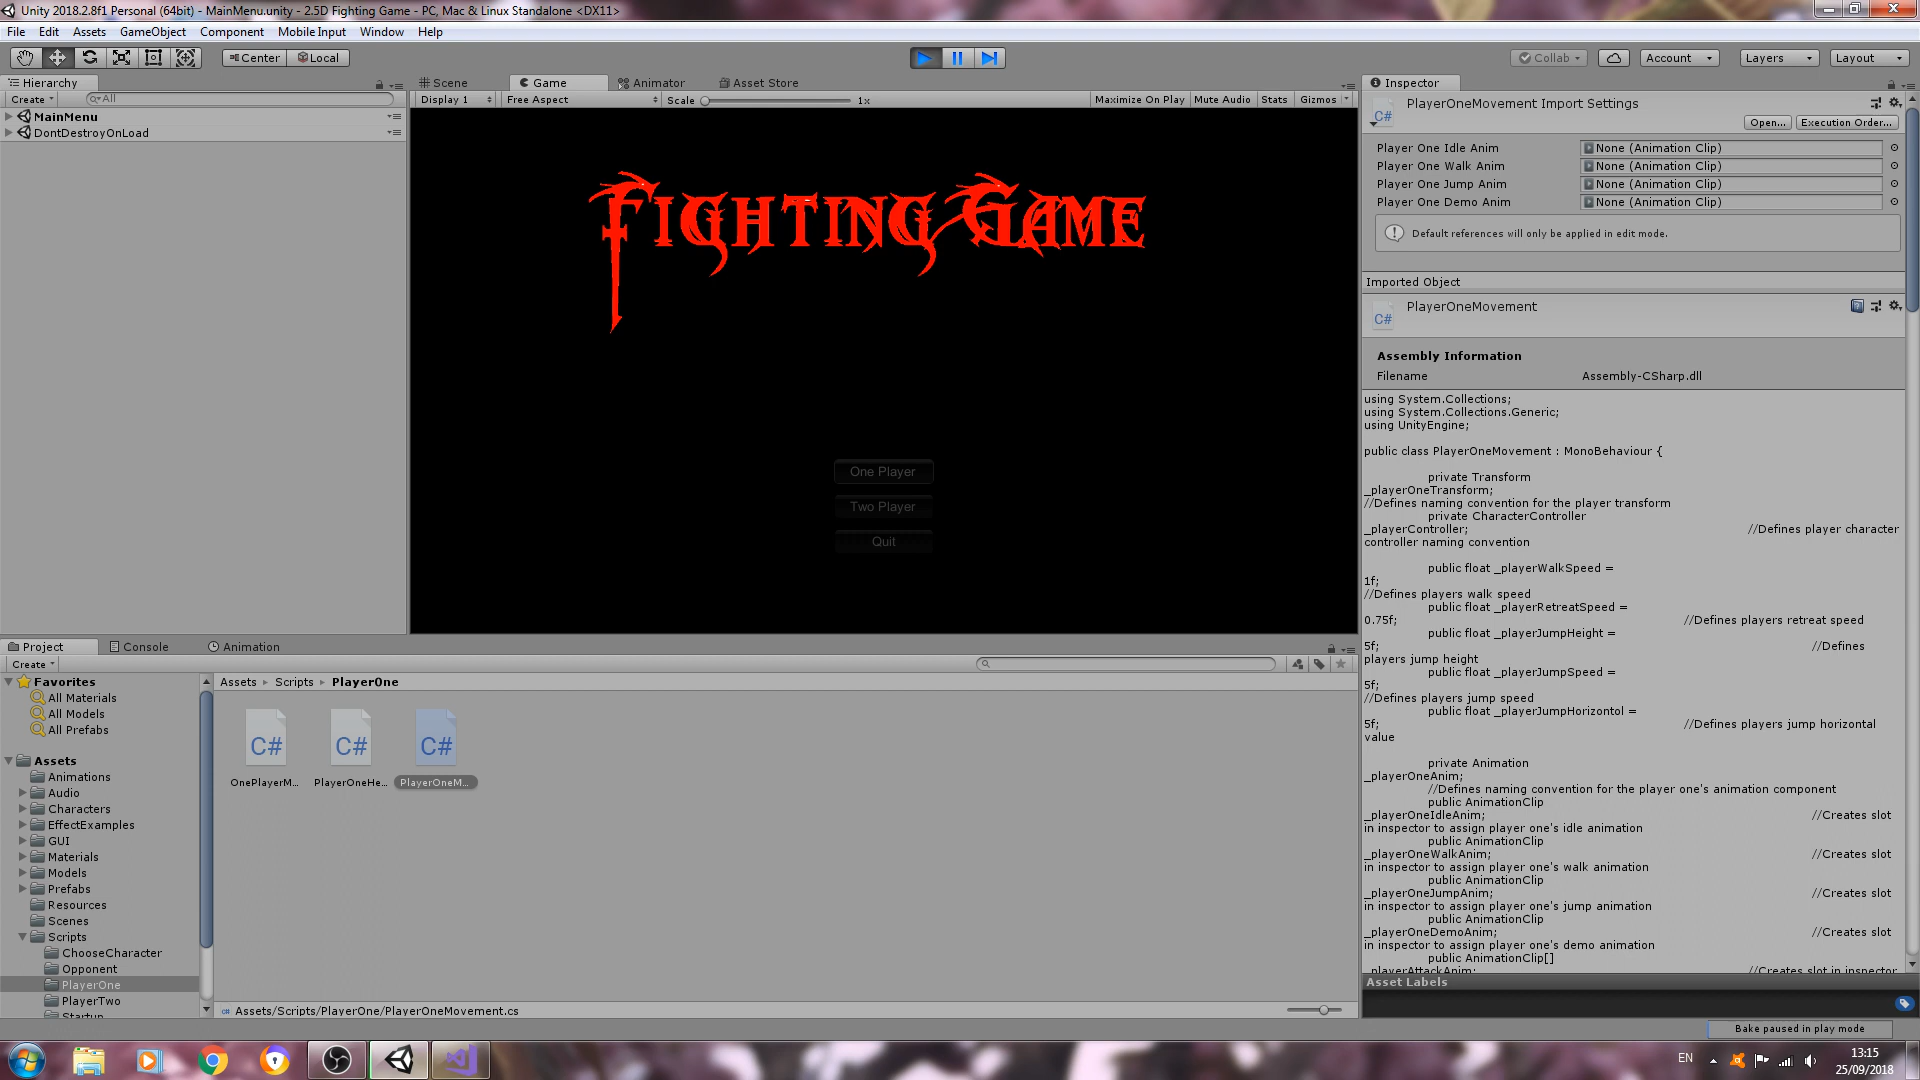 Unity 2018.2.8f1 Personal (64bit) - MainMenu.unity - 2.5D Fighting Game - PC, Mac & Linux Standalone <DX11>
File Edit Assets GameObject Component Mobile Input Window Help
Center Local
Collab Account Layers Layout
Hierarchy
Create All
MainMenu
DontDestroyOnLoad
Scene Game Animator Asset Store
Display 1 Free Aspect Scale 1x Maximize On Play Mute Audio Stats Gizmos
FIGHTING GAME
One Player
Two Player
Quit
Inspector
PlayerOneMovement Import Settings
C#
Open... Execution Order...
Player One Idle Anim None (Animation Clip)
Player One Walk Anim None (Animation Clip)
Player One Jump Anim None (Animation Clip)
Player One Demo Anim None (Animation Clip)
Default references will only be applied in edit mode.
Imported Object
PlayerOneMovement
C#
Assembly Information
Filename Assembly-CSharp.dll
using System.Collections;
using System.Collections.Generic;
using UnityEngine;
public class PlayerOneMovement : MonoBehaviour {
private Transform
_playerOneTransform;
//Defines naming convention for the player transform
private CharacterController
_playerController; //Defines player character
controller naming convention
public float _playerWalkSpeed =
1f;
//Defines players walk speed
public float _playerRetreatSpeed =
0.75f; //Defines players retreat speed
public float _playerJumpHeight =
5f; //Defines
players jump height
public float _playerJumpSpeed =
5f;
//Defines players jump speed
public float _playerJumpHorizontol =
5f; //Defines players jump horizontal
value
private Animation
_playerOneAnim;
//Defines naming convention for the player one's animation component
public AnimationClip
_playerOneIdleAnim; //Creates slot
in inspector to assign player one's idle animation
public AnimationClip
_playerOneWalkAnim; //Creates slot
in inspector to assign player one's walk animation
public AnimationClip
_playerOneJumpAnim; //Creates slot
in inspector to assign player one's jump animation
public AnimationClip
_playerOneDemoAnim; //Creates slot
in inspector to assign player one's demo animation
public AnimationClip[]
_playerAttackAnim; //Creates slot in inspector
Asset Labels
Project Console Animation
Create
Favorites
All Materials
All Models
All Prefabs
Assets
Animations
Audio
Characters
EffectExamples
GUI
Materials
Models
Prefabs
Resources
Scenes
Scripts
ChooseCharacter
Opponent
PlayerOne
PlayerTwo
Startup
Assets Scripts PlayerOne
C# C# C#
OnePlayerM... PlayerOneHe... PlayerOneM...
Assets/Scripts/PlayerOne/PlayerOneMovement.cs
Bake paused in play mode
EN
13:15
25/09/2018